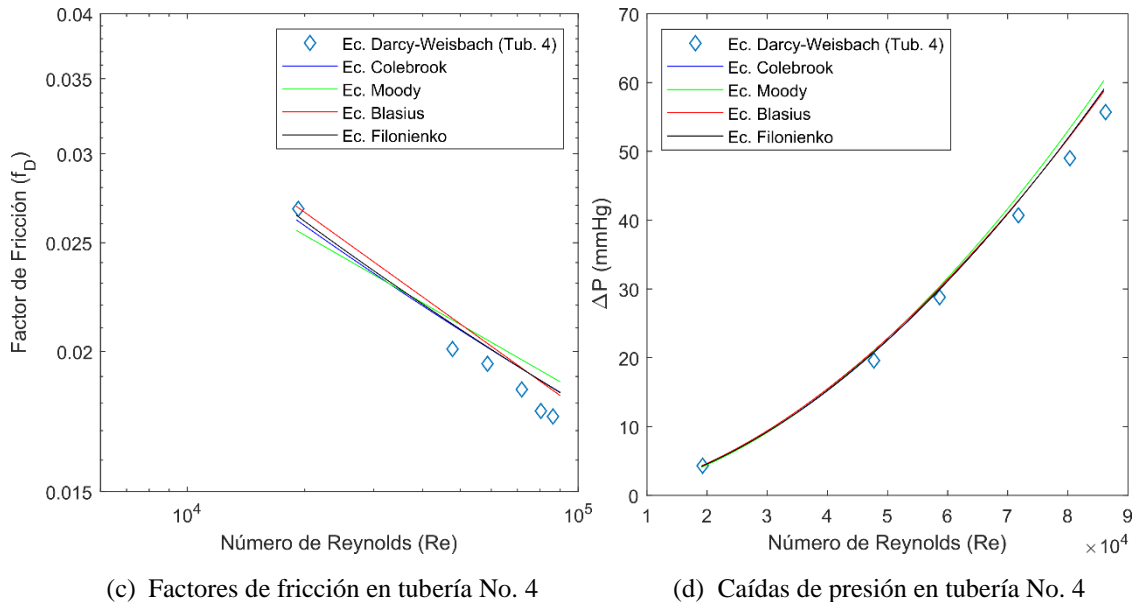 0.04
0.035
0.03
0.025
0.02
0.015
Factor de Fricción (f_D)
Ec. Darcy-Weisbach (Tub. 4)
Ec. Colebrook
Ec. Moody
Ec. Blasius
Ec. Filonienko
10^4
10^5
Número de Reynolds (Re)
(c) Factores de fricción en tubería No. 4
70
60
50
40
30
20
10
0
ΔP (mmHg)
Ec. Darcy-Weisbach (Tub. 4)
Ec. Colebrook
Ec. Moody
Ec. Blasius
Ec. Filonienko
1 2 3 4 5 6 7 8 9
× 10^4
Número de Reynolds (Re)
(d) Caídas de presión en tubería No. 4